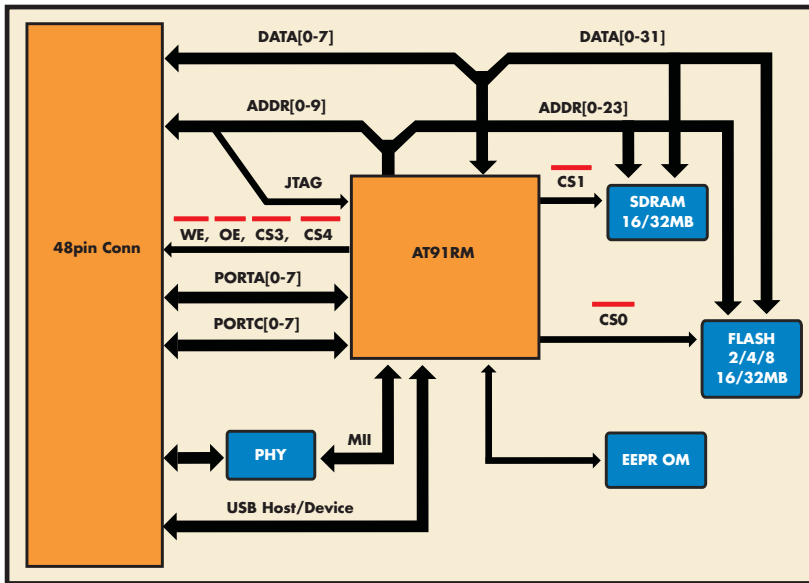 DATA[0-7]
DATA[0-31]
ADDR[0-9]
ADDR[0-23]
JTAG
CS1
SDRAM
16/32MB
WE, OE, CS3, CS4
48pin Conn
AT91RM
PORTA[0-7]
CS0
PORTC[0-7]
FLASH
2/4/8
16/32MB
MII
PHY
EEPR OM
USB Host/Device